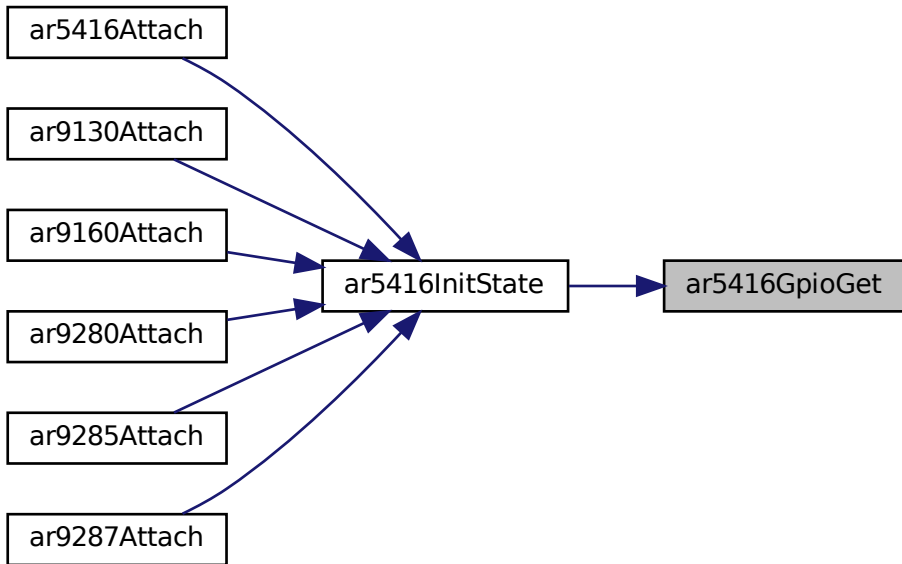 ar5416Attach
ar9130Attach
ar9160Attach
ar9280Attach
ar9285Attach
ar9287Attach
ar5416InitState
ar5416GpioGet